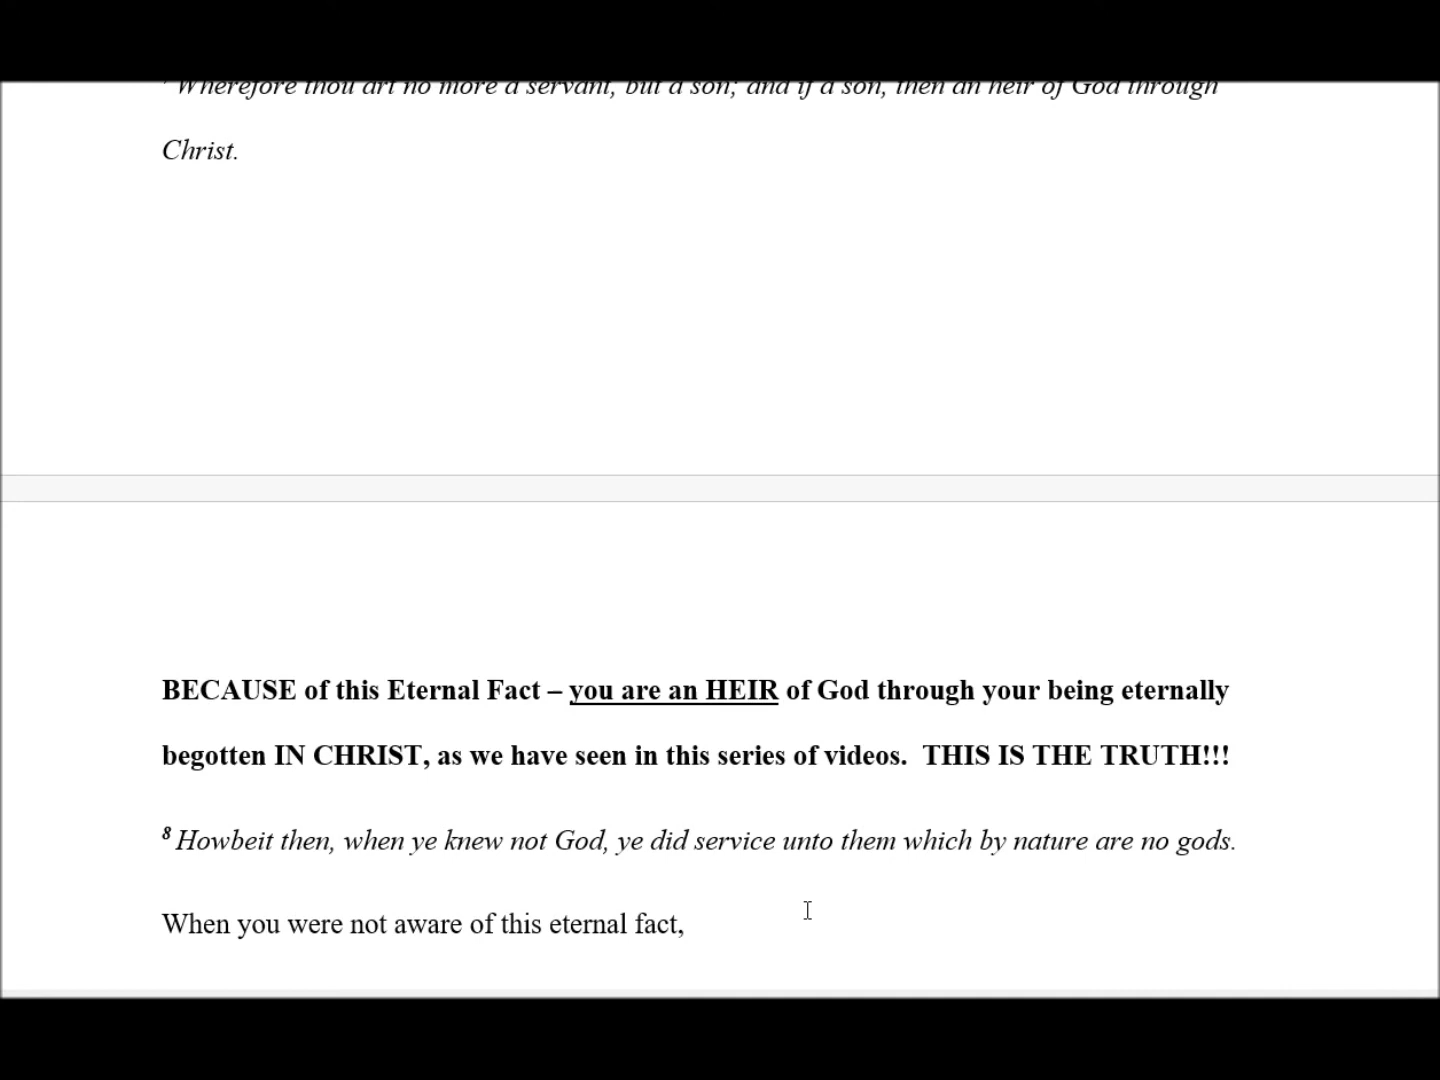 Wherefore thou art no more a servant, but a son; and if a son, then an heir of God through
Christ.
BECAUSE of this Eternal Fact – you are an HEIR of God through your being eternally
begotten IN CHRIST, as we have seen in this series of videos.  THIS IS THE TRUTH!!!
8 Howbeit then, when ye knew not God, ye did service unto them which by nature are no gods.
When you were not aware of this eternal fact,